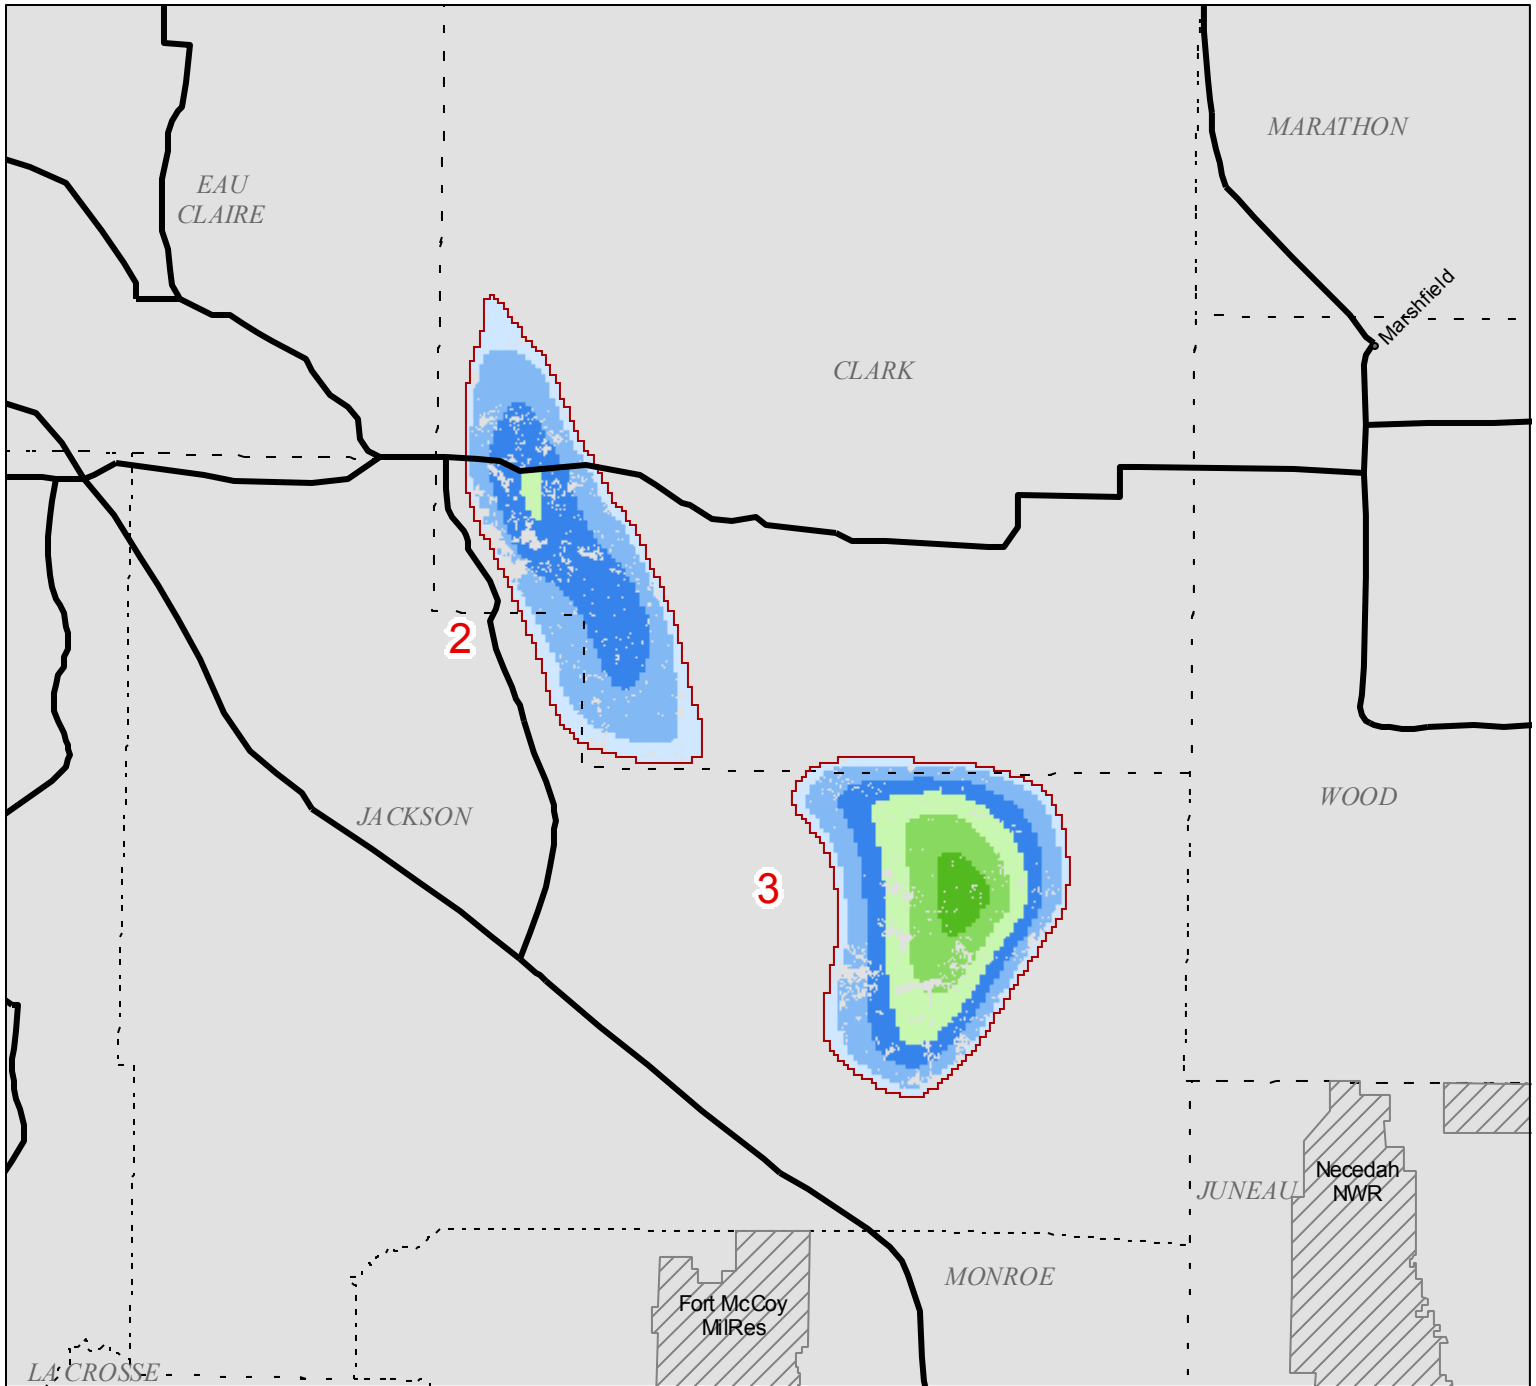 MARATHON
EAU
CLAIRE
Marshfield
CLARK
2
WOOD
JACKSON
3
Necedah
NWR
JUNEAU
MONROE
Fort McCoy
MilRes
LA CROSSE